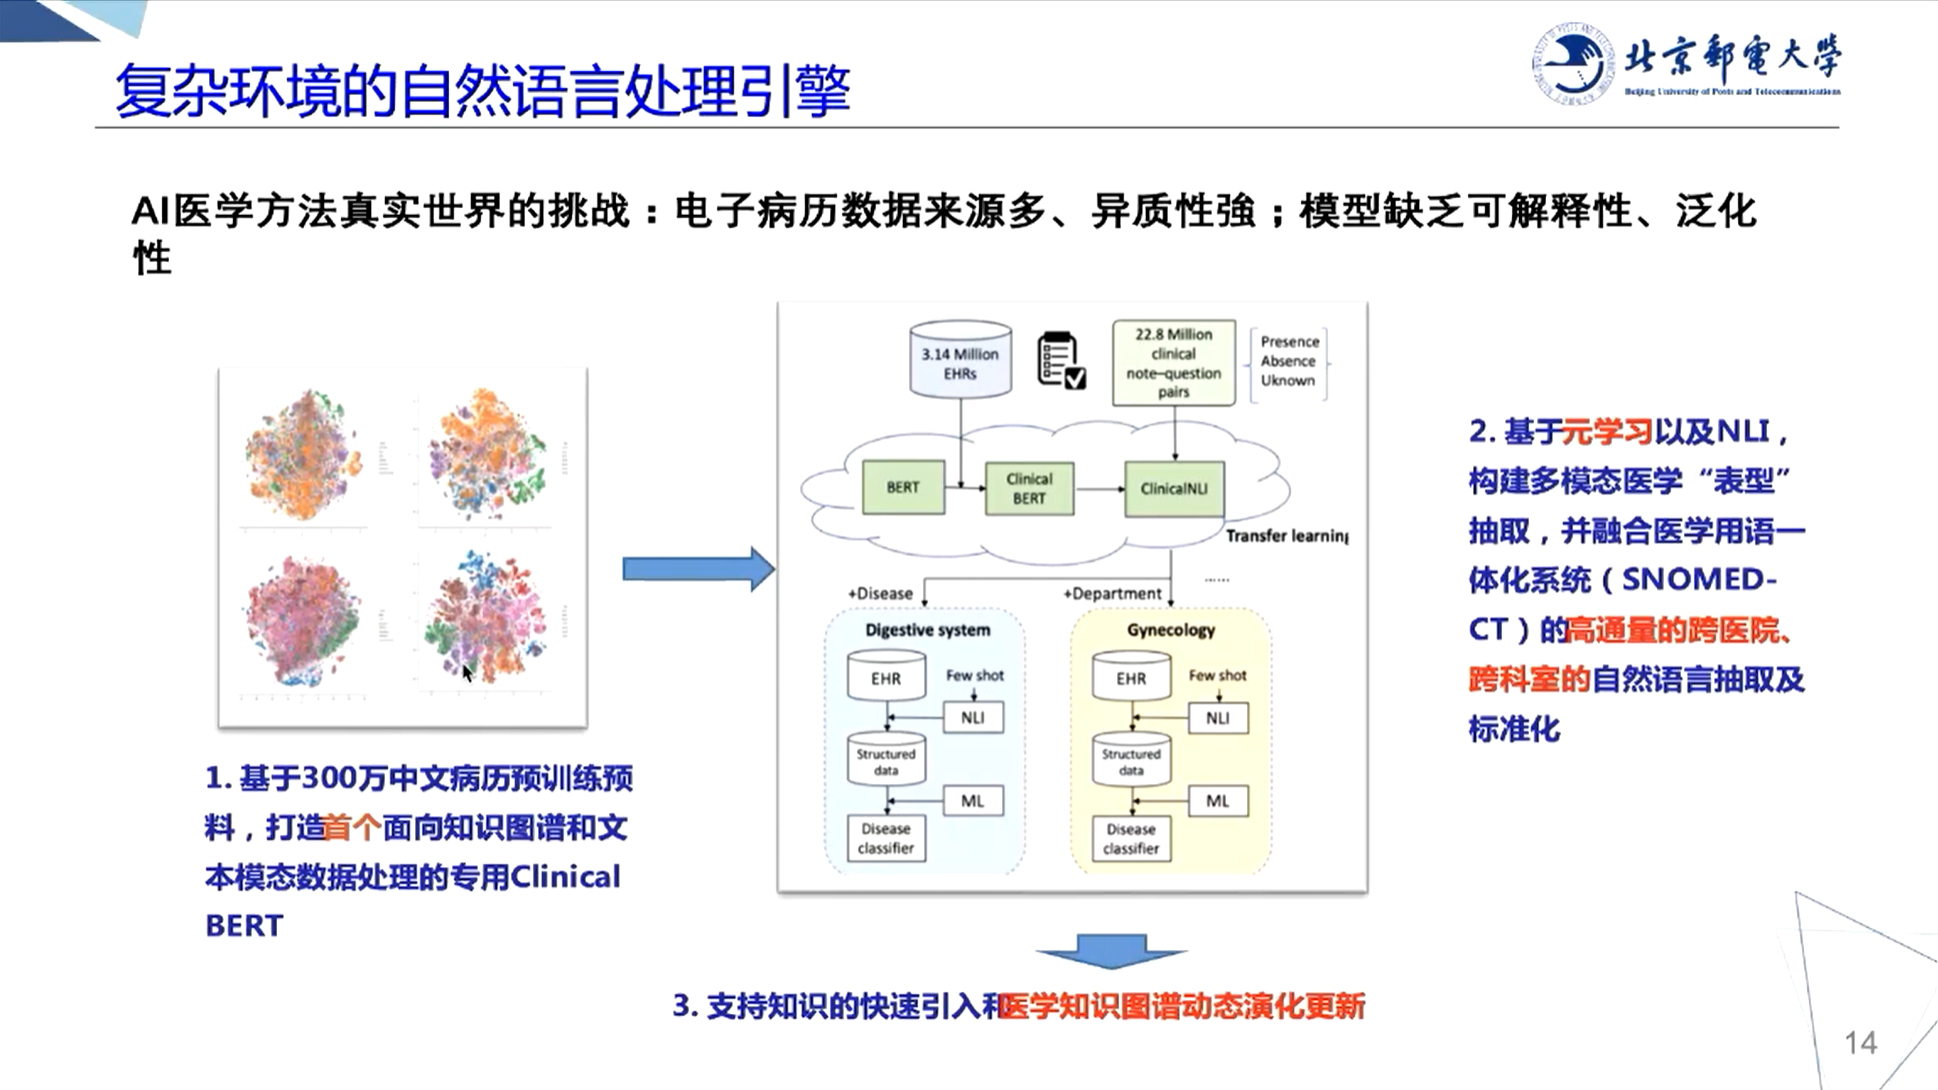 复杂环境的自然语言处理引擎
北京邮电大学
Beijing University of Posts and Telecommunications
AI医学方法真实世界的挑战：电子病历数据来源多、异质性強；模型缺乏可解释性、泛化
性
3.14 Million
EHRs
22.8 Million
clinical
note–question
pairs
Presence
Absence
Uknown
BERT
Clinical
BERT
ClinicalNLI
Transfer learning
+Disease
+Department
......
Digestive system
EHR
Few shot
NLI
Structured
data
ML
Disease
classifier
Gynecology
EHR
Few shot
NLI
Structured
data
ML
Disease
classifier
1. 基于300万中文病历预训练预
料，打造首个面向知识图谱和文
本模态数据处理的专用Clinical
BERT
2. 基于元学习以及NLI，
构建多模态医学“表型”
抽取，并融合医学用语一
体化系统（SNOMED-
CT）的高通量的跨医院、
跨科室的自然语言抽取及
标准化
3. 支持知识的快速引入和医学知识图谱动态演化更新
14